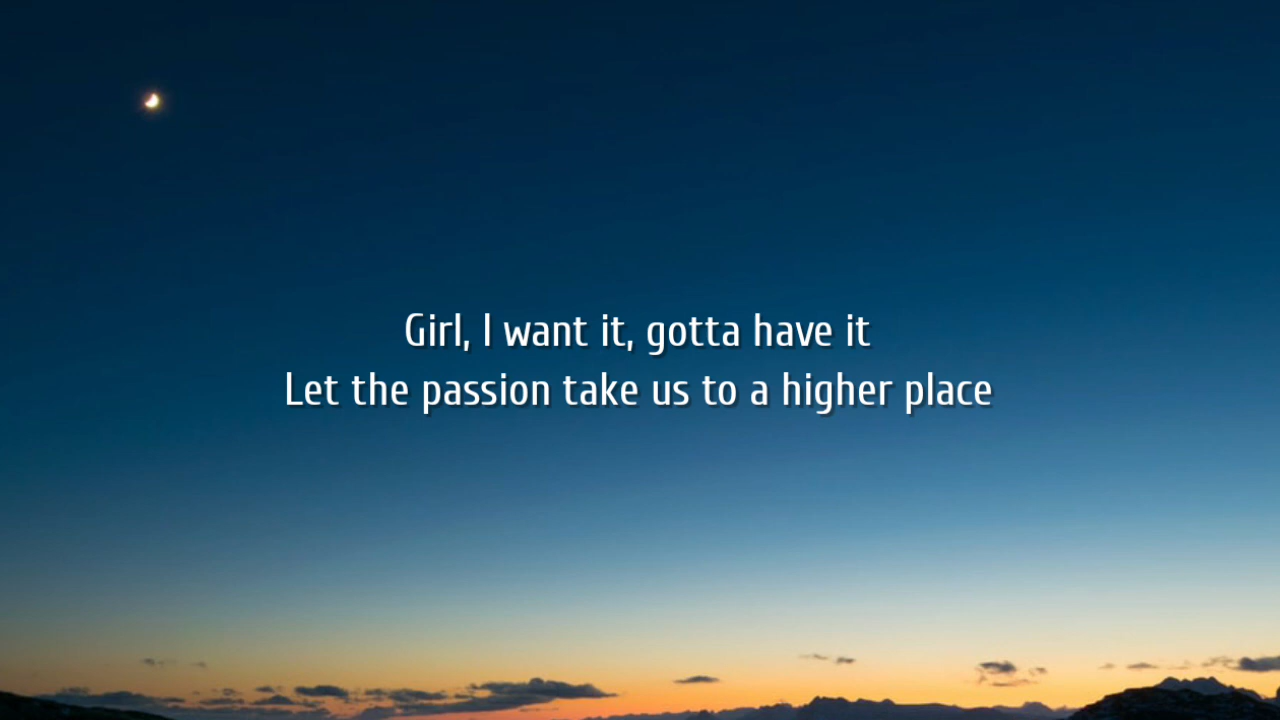 Girl, I want it, gotta have it
Let the passion take us to a higher place